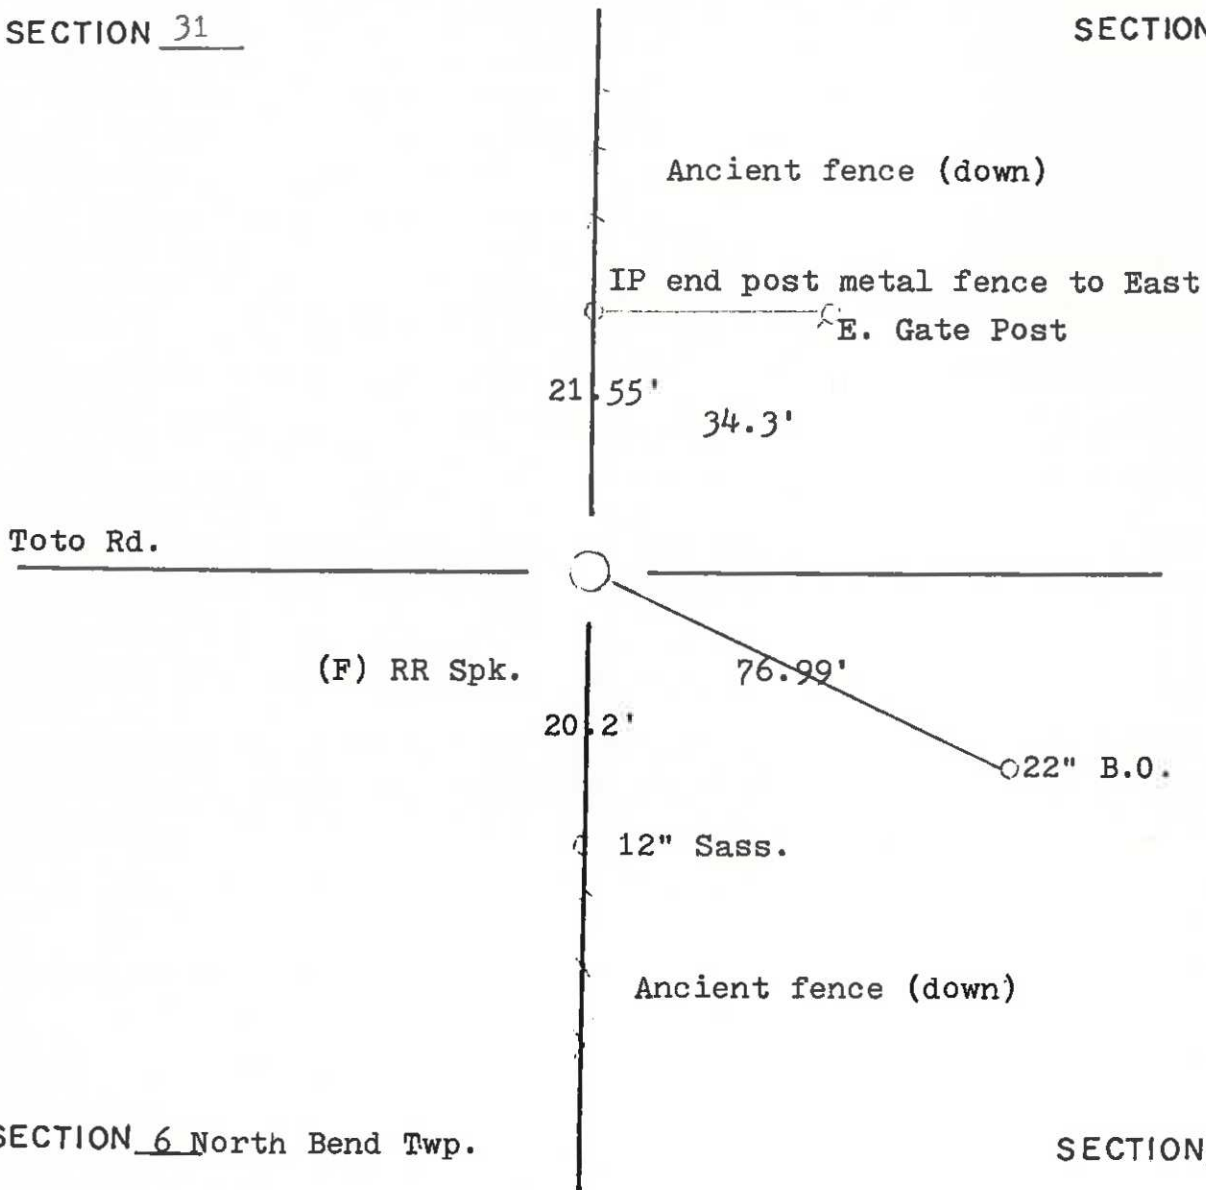 SECTION 31
SECTION
Ancient fence (down)
IP end post metal fence to East
E. Gate Post
21.55'
34.3'
Toto Rd.
(F) RR Spk.
76.99'
20.2'
22" B.O.
12" Sass.
Ancient fence (down)
SECTION 6 North Bend Twp.
SECTION